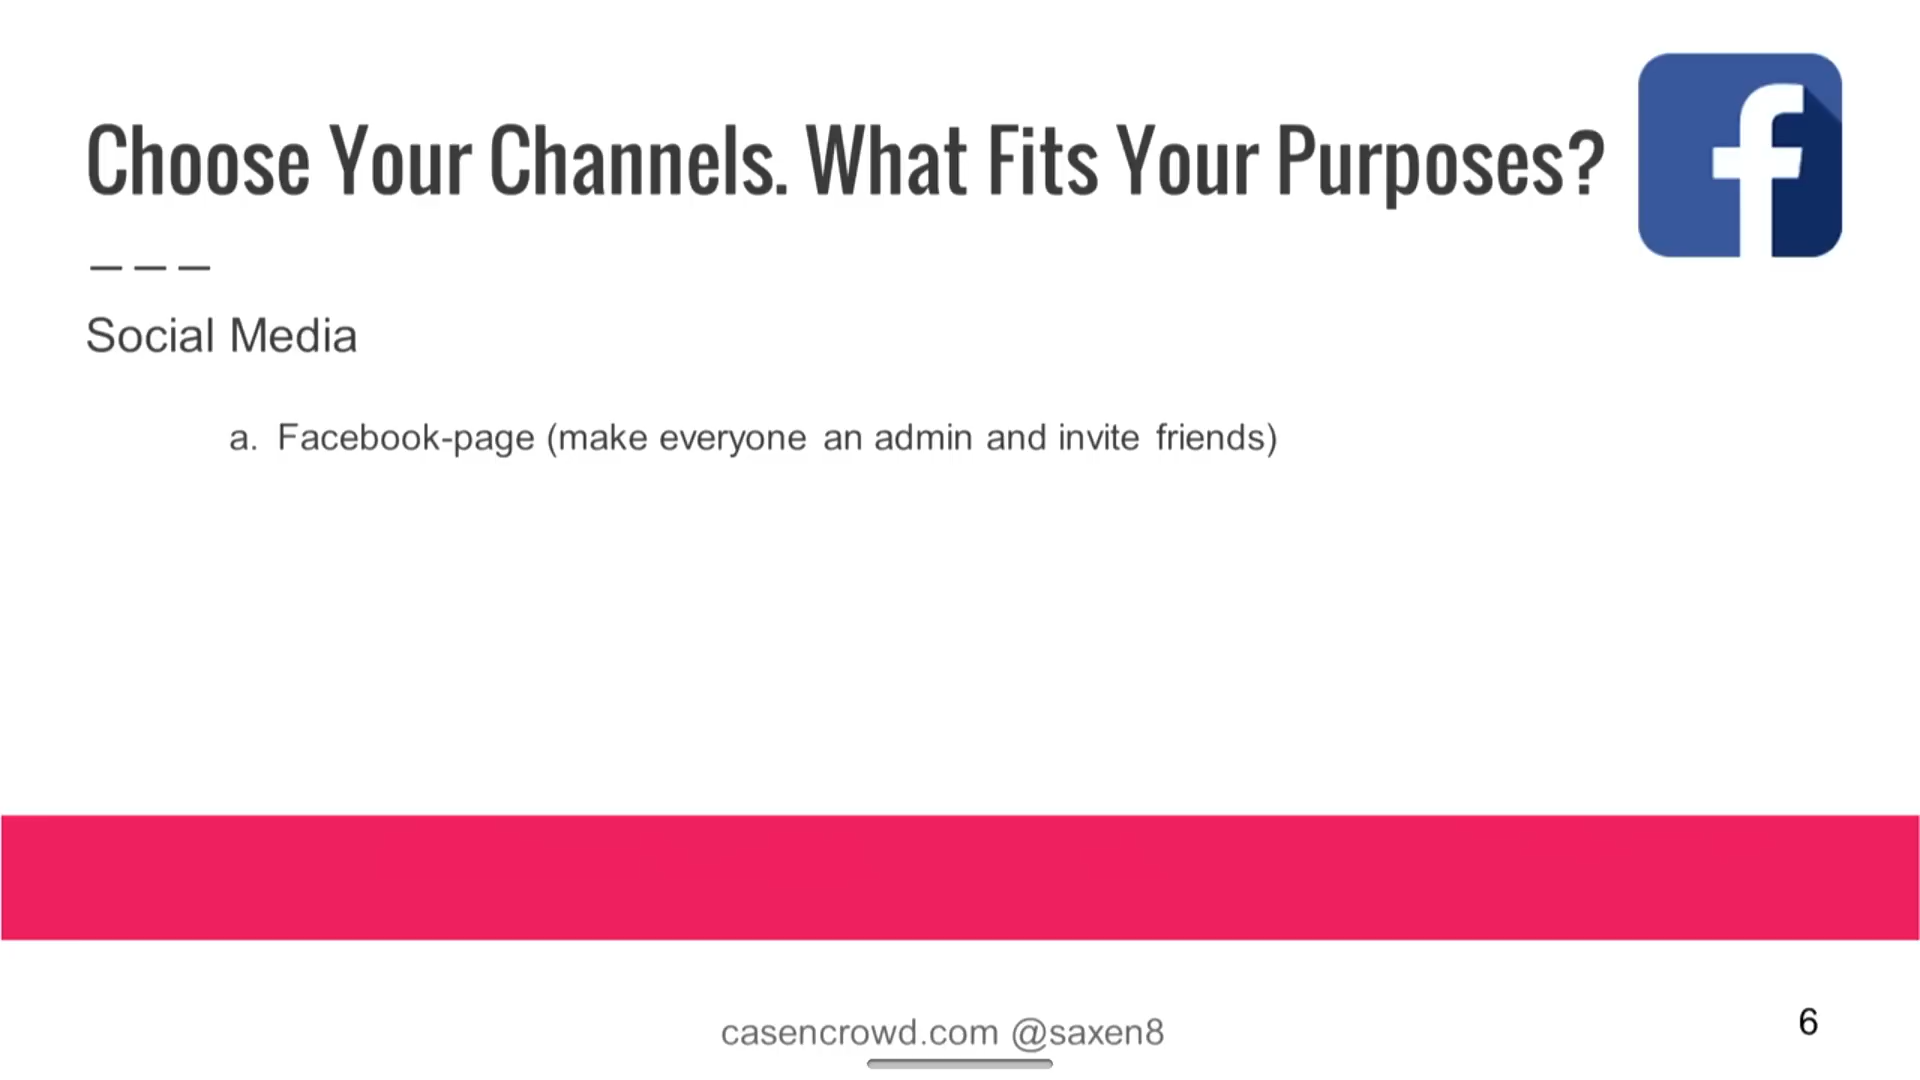 Choose Your Channels. What Fits Your Purposes?
Social Media
a. Facebook-page (make everyone an admin and invite friends)
casencrowd.com @saxen8
6